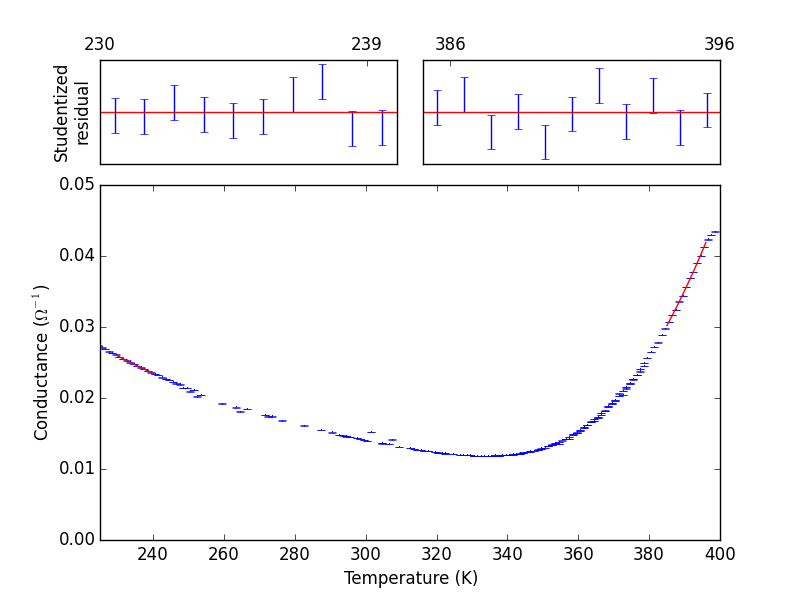 230 239 386 396
Studentized
residual
0.05
0.04
0.03
0.02
0.01
0.00
Conductance (Ω⁻¹)
240 260 280 300 320 340 360 380 400
Temperature (K)